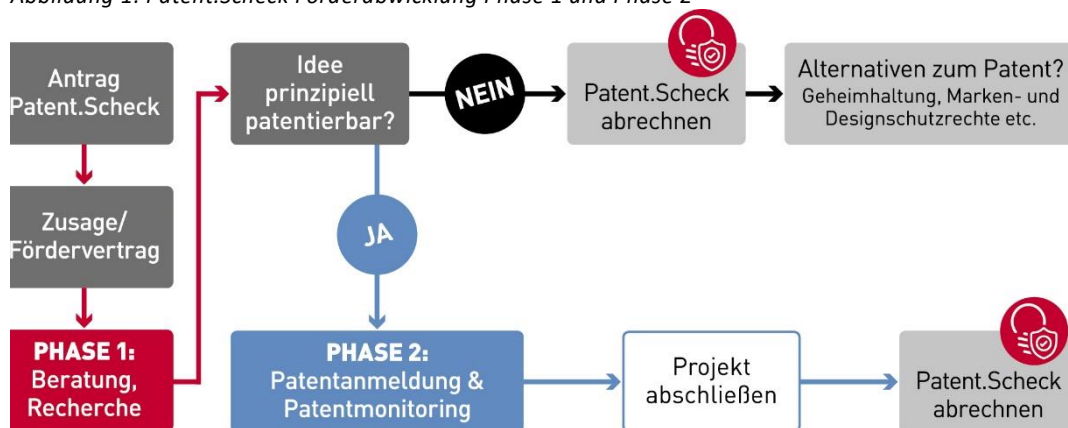 Abbildung 1: Patent.Scheck Förderabwicklung Phase 1 und Phase 2
Antrag
Patent.Scheck
Zusage/
Fördervertrag
PHASE 1:
Beratung,
Recherche
Idee
prinzipiell
patentierbar?
NEIN
Patent.Scheck
abrechnen
Alternativen zum Patent?
Geheimhaltung, Marken- und
Designschutzrechte etc.
JA
PHASE 2:
Patentanmeldung &
Patentmonitoring
Projekt
abschließen
Patent.Scheck
abrechnen